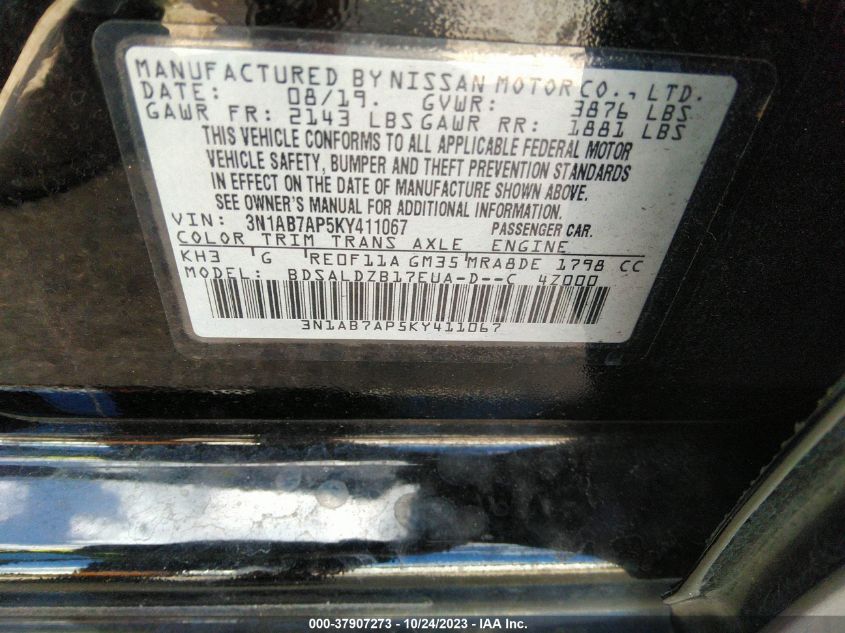 MANUFACTURED BY NISSAN MOTOR CO., LTD.
DATE: 08/19. GVWR: 3876 LBS
GAWR FR: 2143 LBS GAWR RR: 1881 LBS
THIS VEHICLE CONFORMS TO ALL APPLICABLE FEDERAL MOTOR
VEHICLE SAFETY, BUMPER AND THEFT PREVENTION STANDARDS
IN EFFECT ON THE DATE OF MANUFACTURE SHOWN ABOVE.
SEE OWNER'S MANUAL FOR ADDITIONAL INFORMATION.
VIN: 3N1AB7AP5KY411067 PASSENGER CAR.
COLOR TRIM TRANS AXLE ENGINE
KH3 G RE0F11A GM35 MRA8DE 1798 CC
MODEL: BDSALDZB17EUA-D--C 4Z000
3N1AB7AP5KY411067
000-37907273 - 10/24/2023 - IAA Inc.